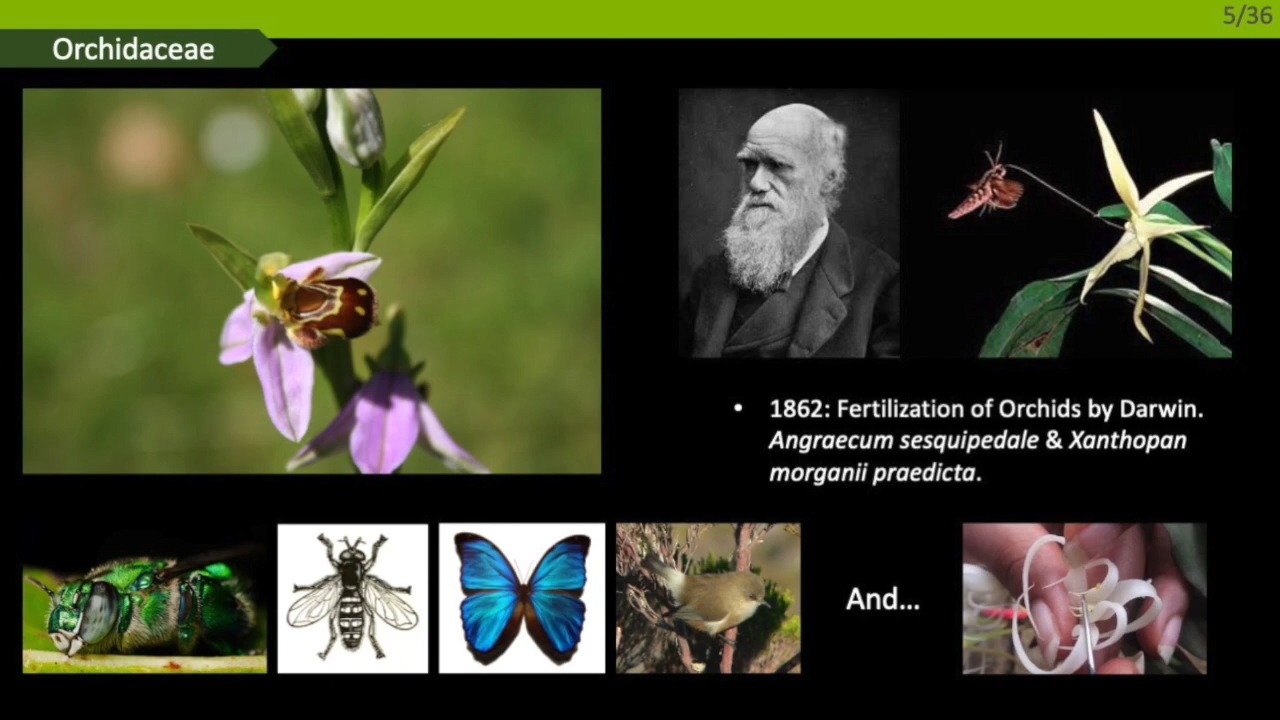 5/36
Orchidaceae
• 1862: Fertilization of Orchids by Darwin.
Angraecum sesquipedale & Xanthopan
morganii praedicta.
And...